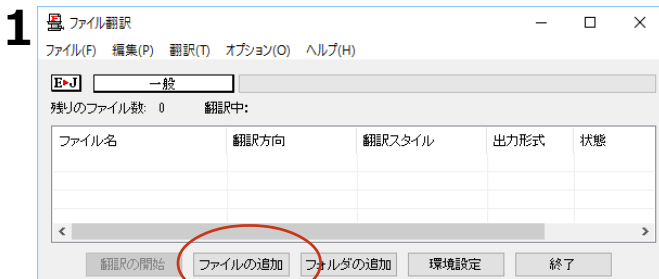 1
ファイル翻訳
ファイル(F) 編集(P) 翻訳(T) オプション(O) ヘルプ(H)
E▸J 一般
残りのファイル数: 0 翻訳中:
ファイル名 翻訳方向 翻訳スタイル 出力形式 状態
翻訳の開始 ファイルの追加 フォルダの追加 環境設定 終了